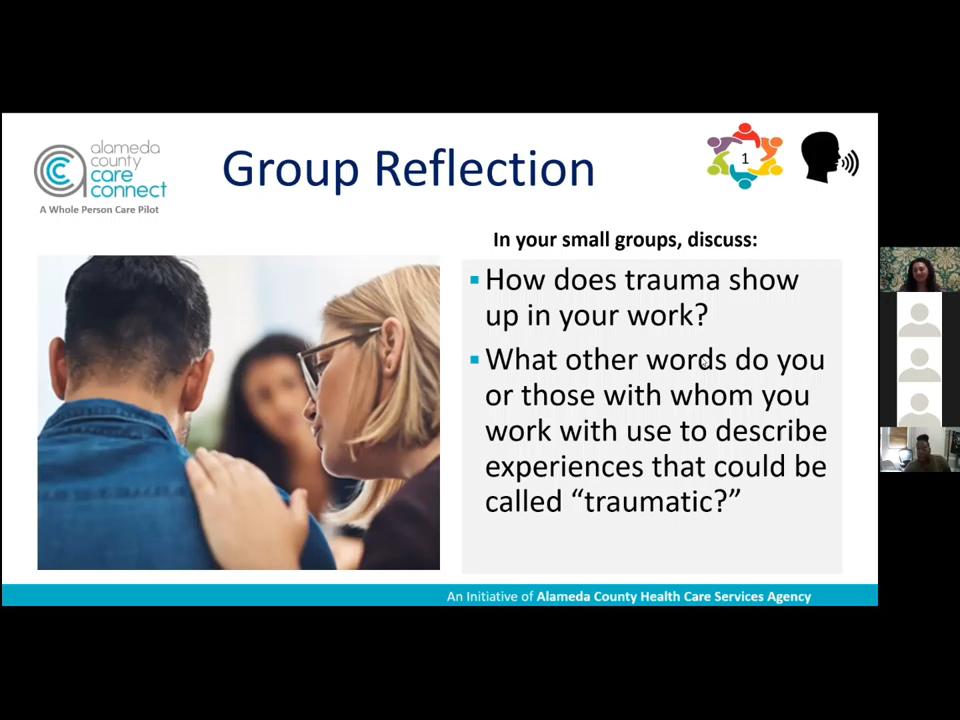 alameda
county
care
connect
A Whole Person Care Pilot
Group Reflection
1
In your small groups, discuss:
How does trauma show
up in your work?
What other words do you
or those with whom you
work with use to describe
experiences that could be
called “traumatic?”
An Initiative of Alameda County Health Care Services Agency